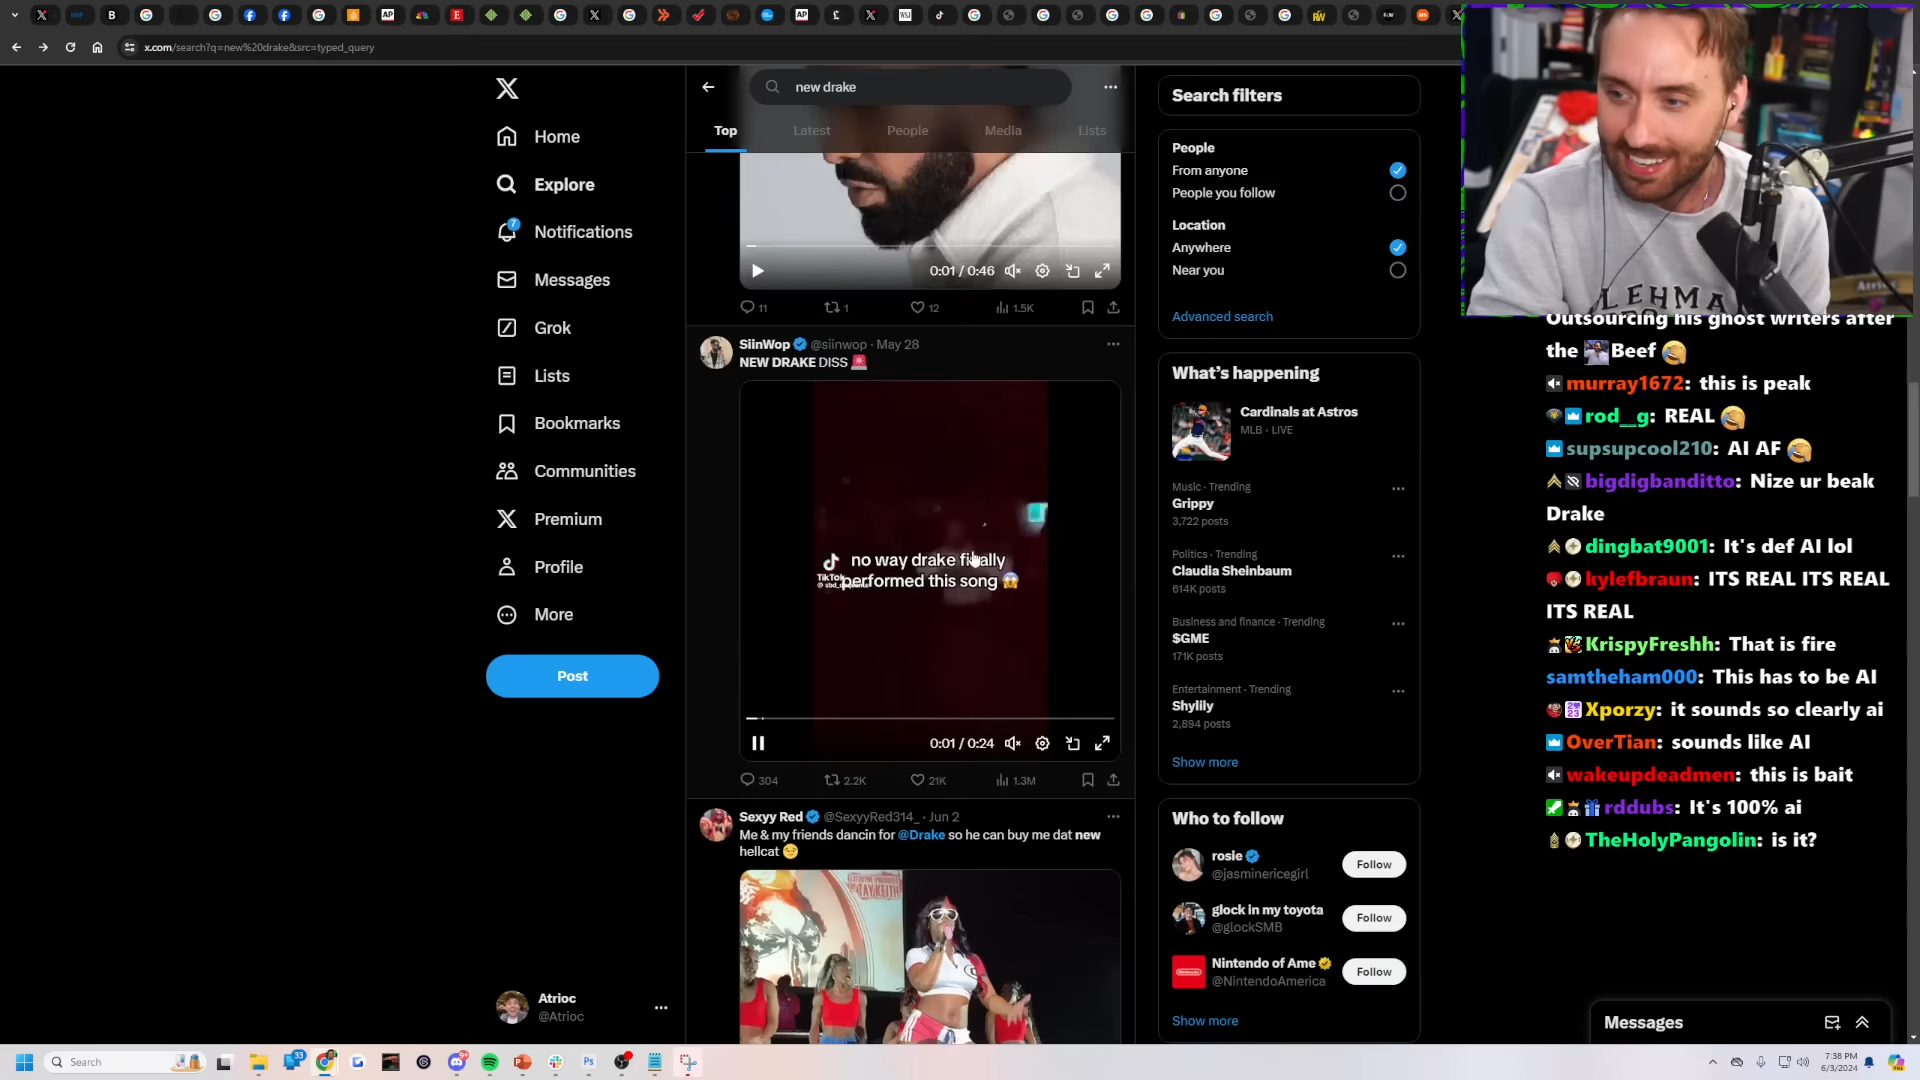 x.com/search?q=new%20drake&src=typed_query
new drake
Top
Latest
People
Media
Lists
Home
Explore
7
Notifications
Messages
Grok
Lists
Bookmarks
Communities
Premium
Profile
More
Post
Atrioc
@Atrioc
0:01 / 0:46
11
1
12
1.5K
SiinWop @siinwop · May 28
NEW DRAKE DISS
no way drake finally
performed this song
TikTok
0:01 / 0:24
304
2.2K
21K
1.3M
Sexyy Red @SexyyRed314_ · Jun 2
Me & my friends dancin for @Drake so he can buy me dat new
hellcat
TAY KEITH
Search filters
People
From anyone
People you follow
Location
Anywhere
Near you
Advanced search
What's happening
Cardinals at Astros
MLB · LIVE
Music · Trending
Grippy
3,722 posts
Politics · Trending
Claudia Sheinbaum
614K posts
Business and finance · Trending
$GME
171K posts
Entertainment · Trending
Shylily
2,894 posts
Show more
Who to follow
rosie
@jasminericegirl
Follow
glock in my toyota
@glockSMB
Follow
Nintendo of Ame
@NintendoAmerica
Follow
Show more
LEHMA
Outsourcing his ghost writers after
the Beef
murray1672: this is peak
rod__g: REAL
supsupcool210: AI AF
bigdigbanditto: Nize ur beak
Drake
dingbat9001: It's def AI lol
kylefbraun: ITS REAL ITS REAL
ITS REAL
KrispyFreshh: That is fire
samtheham000: This has to be AI
Xporzy: it sounds so clearly ai
OverTian: sounds like AI
wakeupdeadmen: this is bait
rddubs: It's 100% ai
TheHolyPangolin: is it?
Messages
Search
33
7:38 PM
6/3/2024